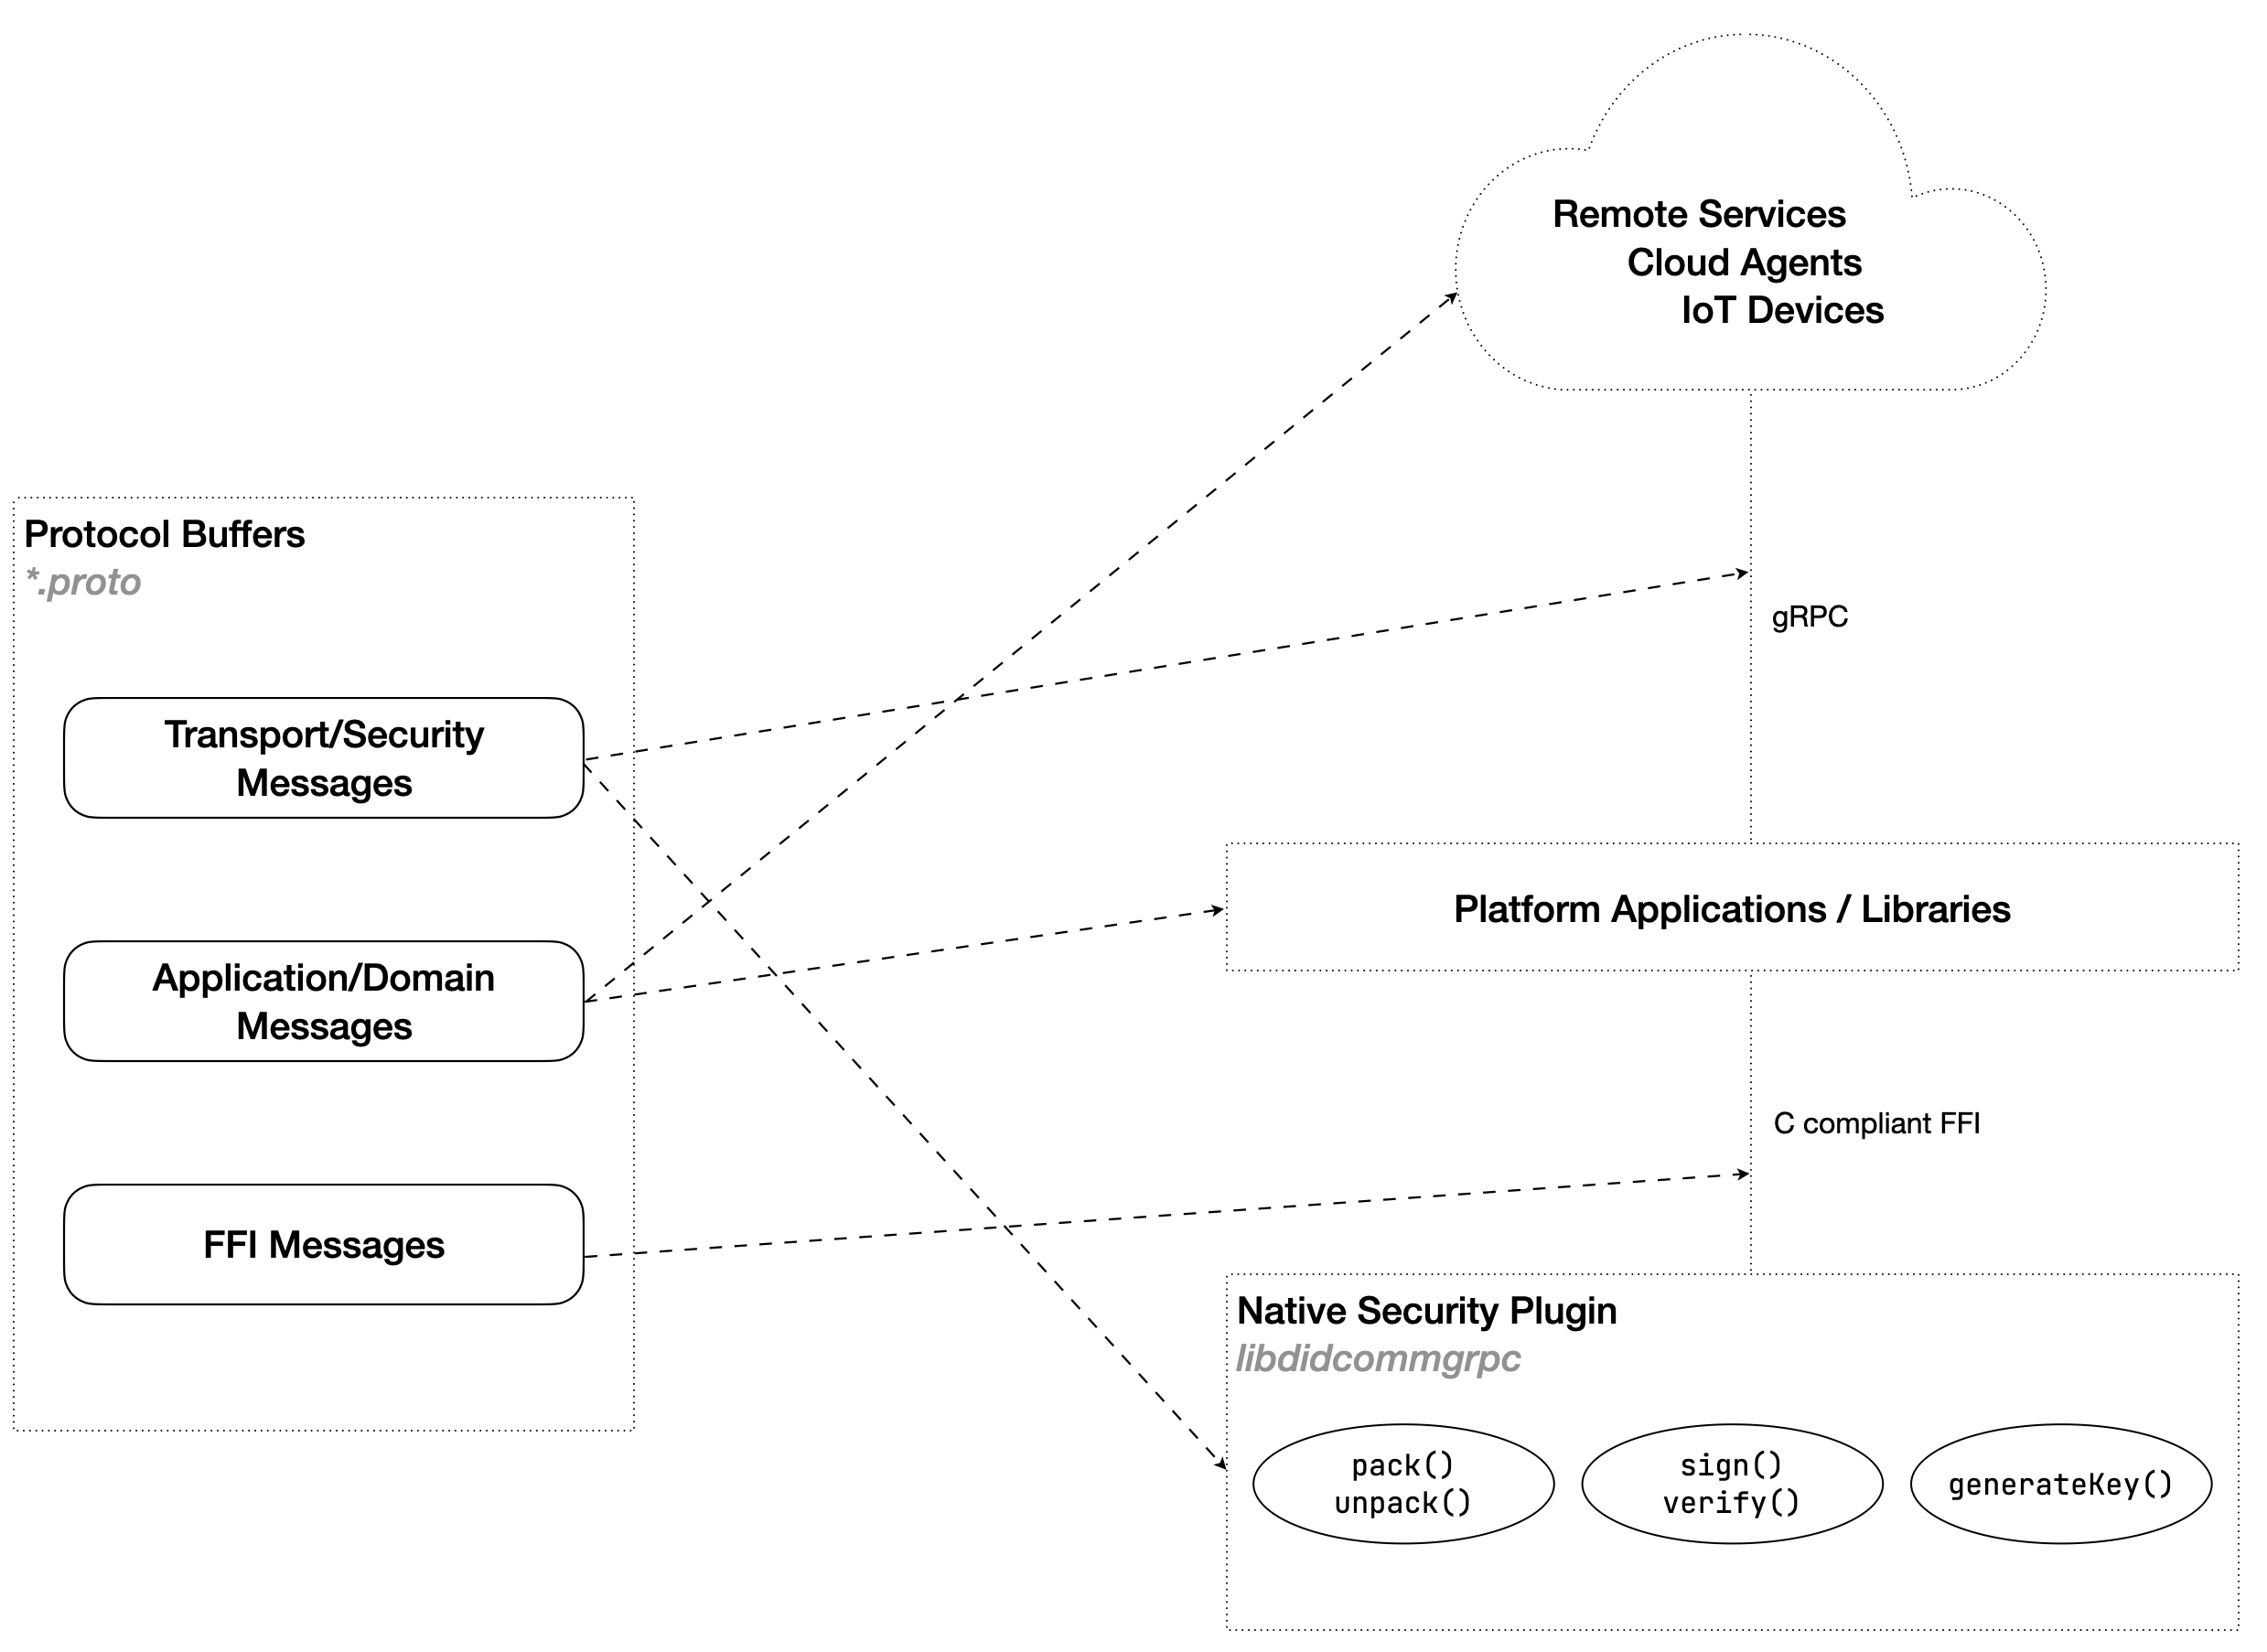 Remote Services
Cloud Agents
IoT Devices
Protocol Buffers
*.proto
gRPC
Transport/Security
Messages
Platform Applications / Libraries
Application/Domain
Messages
C compliant FFI
FFI Messages
Native Security Plugin
libdidcommgrpc
pack()
unpack()
sign()
verify()
generateKey()